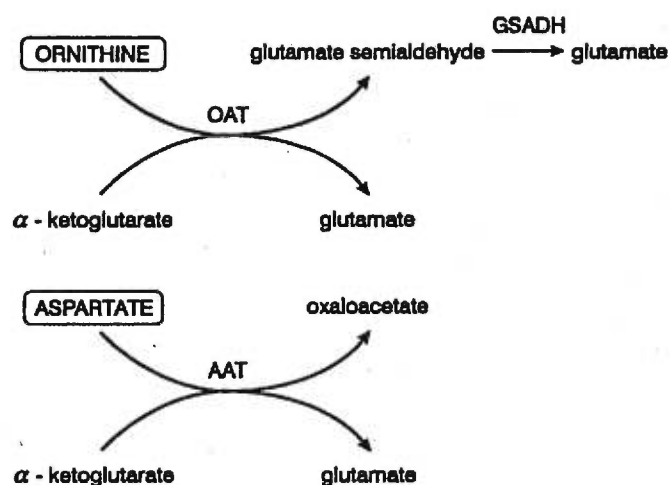 GSADH
ORNITHINE glutamate semialdehyde glutamate
OAT
α - ketoglutarate glutamate
ASPARTATE oxaloacetate
AAT
α - ketoglutarate glutamate